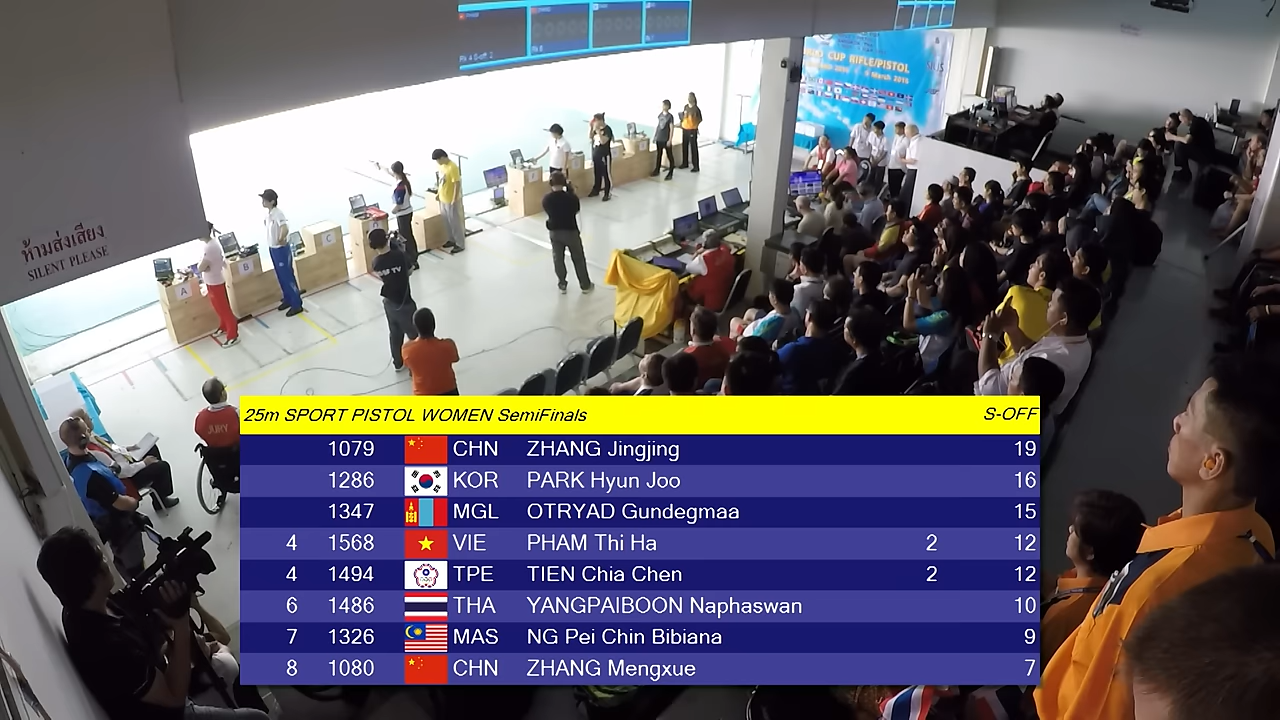 CUP RIFLE/PISTOL
ห้ามส่งเสียง
SILENT PLEASE
A
B
C
JURY
25m SPORT PISTOL WOMEN SemiFinals S-OFF
1079 CHN ZHANG Jingjing 19
1286 KOR PARK Hyun Joo 16
1347 MGL OTRYAD Gundegmaa 15
4 1568 VIE PHAM Thi Ha 2 12
4 1494 TPE TIEN Chia Chen 2 12
6 1486 THA YANGPAIBOON Naphaswan 10
7 1326 MAS NG Pei Chin Bibiana 9
8 1080 CHN ZHANG Mengxue 7